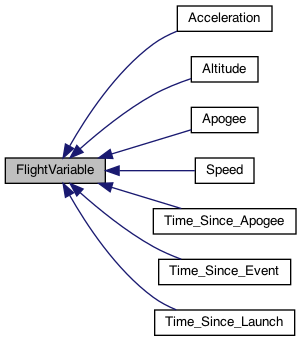 Acceleration
Altitude
Apogee
FlightVariable
Speed
Time_Since_Apogee
Time_Since_Event
Time_Since_Launch